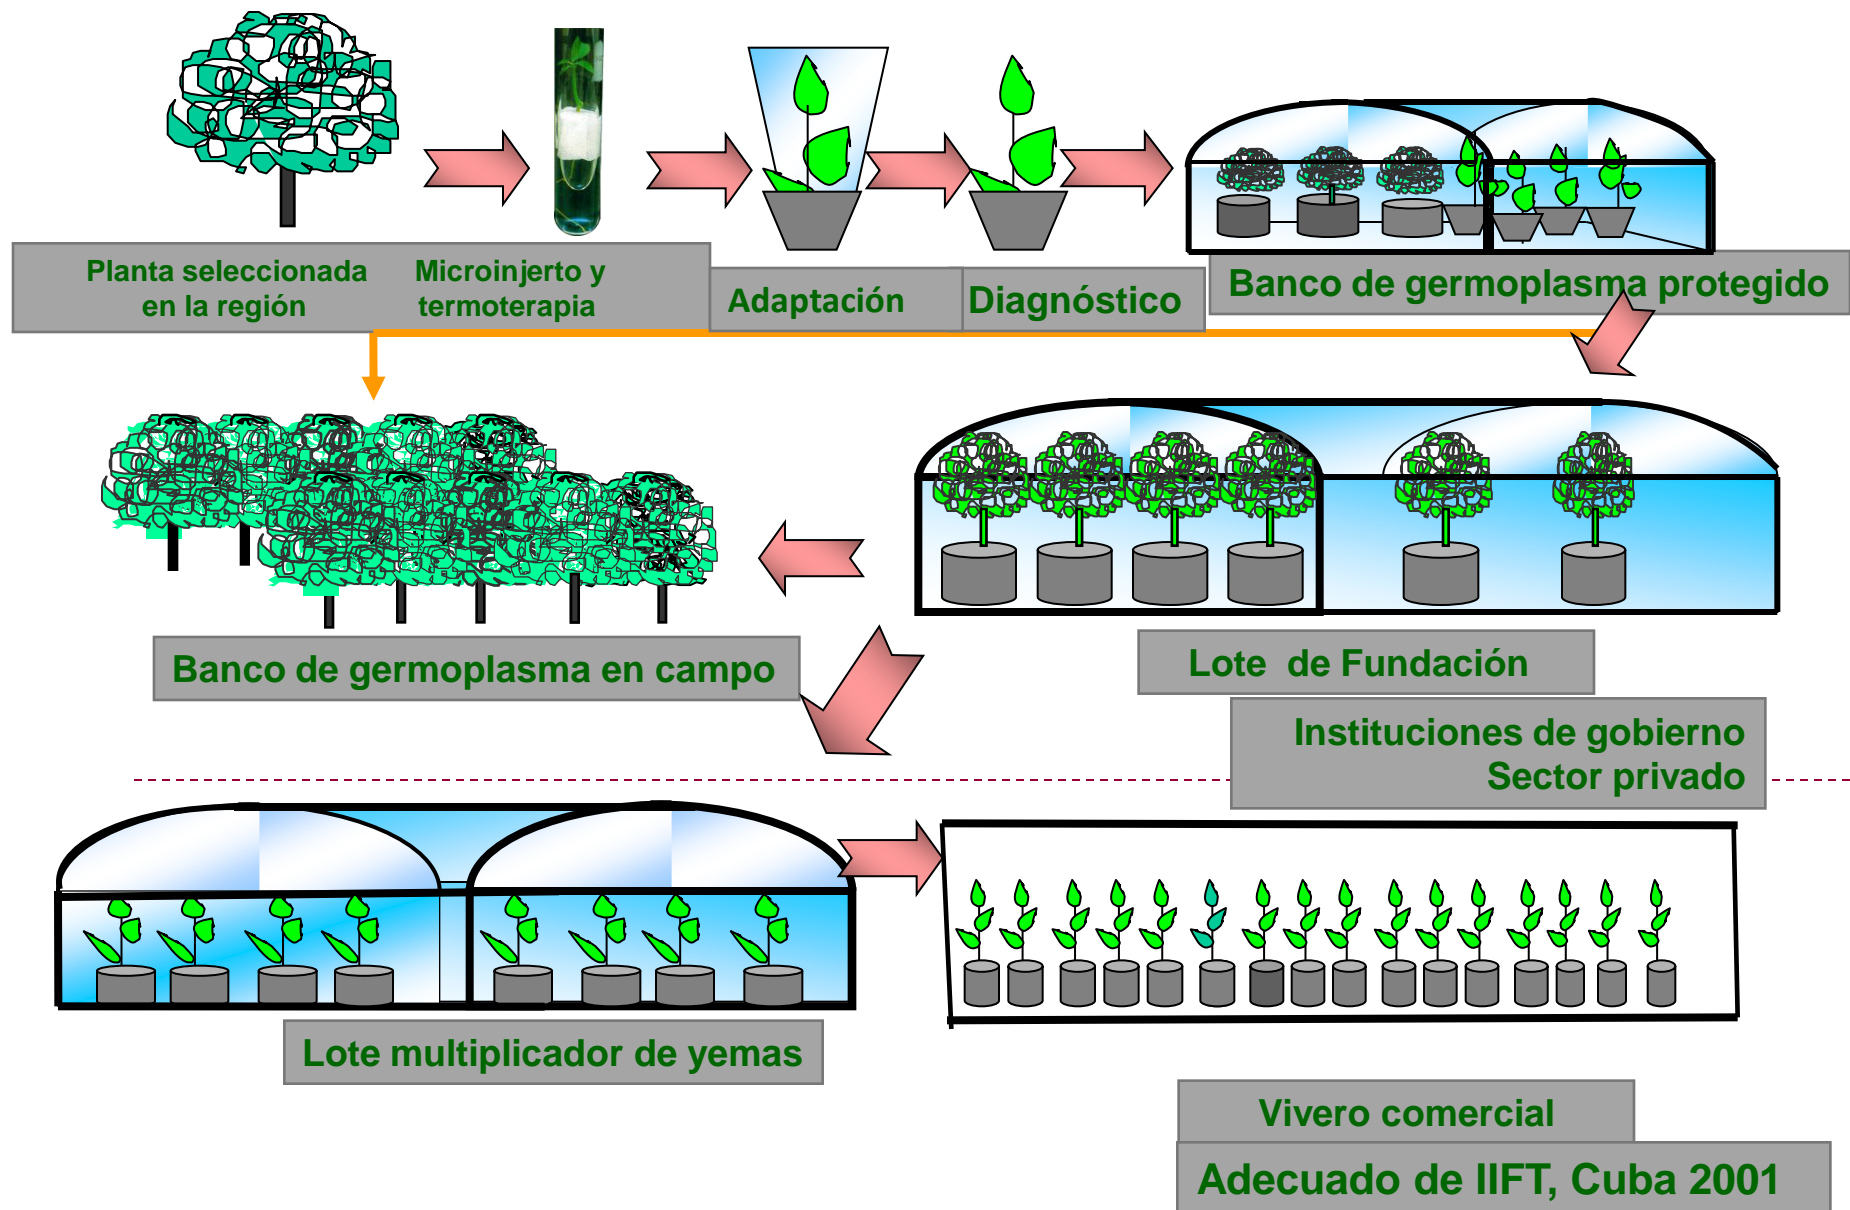 Planta seleccionada
en la región
Microinjerto y
termoterapia
Adaptación
Diagnóstico
Banco de germoplasma protegido
Banco de germoplasma en campo
Lote de Fundación
Instituciones de gobierno
Sector privado
Lote multiplicador de yemas
Vivero comercial
Adecuado de IIFT, Cuba 2001